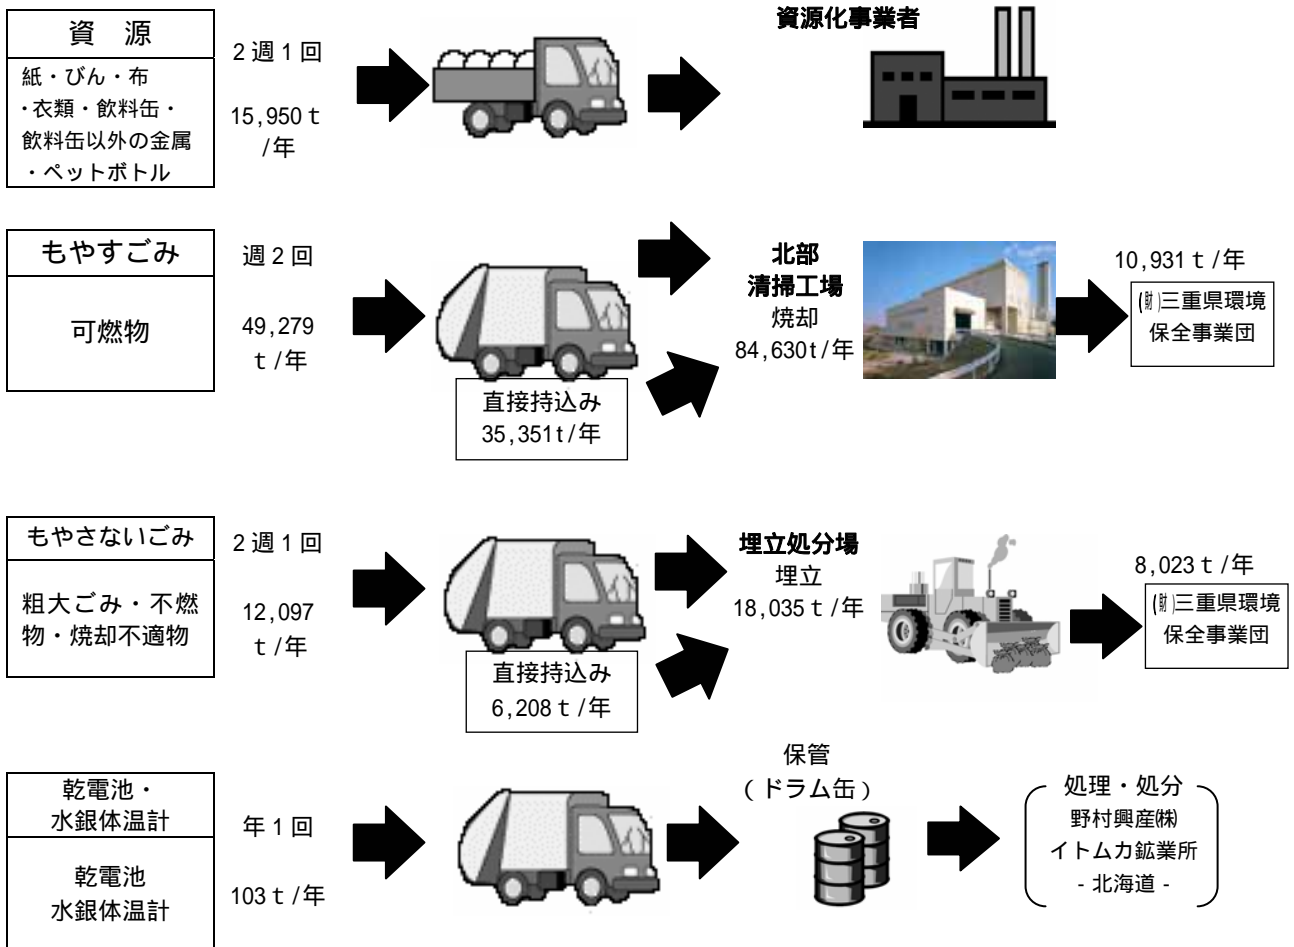 資 源
紙・びん・布
・衣類・飲料缶・
飲料缶以外の金属
・ペットボトル
2週1回
15,950t
/年
資源化事業者
もやすごみ
可燃物
週2回
49,279
t/年
直接持込み
35,351t/年
北部
清掃工場
焼却
84,630t/年
10,931t/年
(財)三重県環境
保全事業団
もやさないごみ
粗大ごみ・不燃
物・焼却不適物
2週1回
12,097
t/年
直接持込み
6,208t/年
埋立処分場
埋立
18,035t/年
8,023t/年
(財)三重県環境
保全事業団
乾電池・
水銀体温計
乾電池
水銀体温計
年1回
103t/年
保管
(ドラム缶)
処理・処分
野村興産㈱
イトムカ鉱業所
- 北海道 -